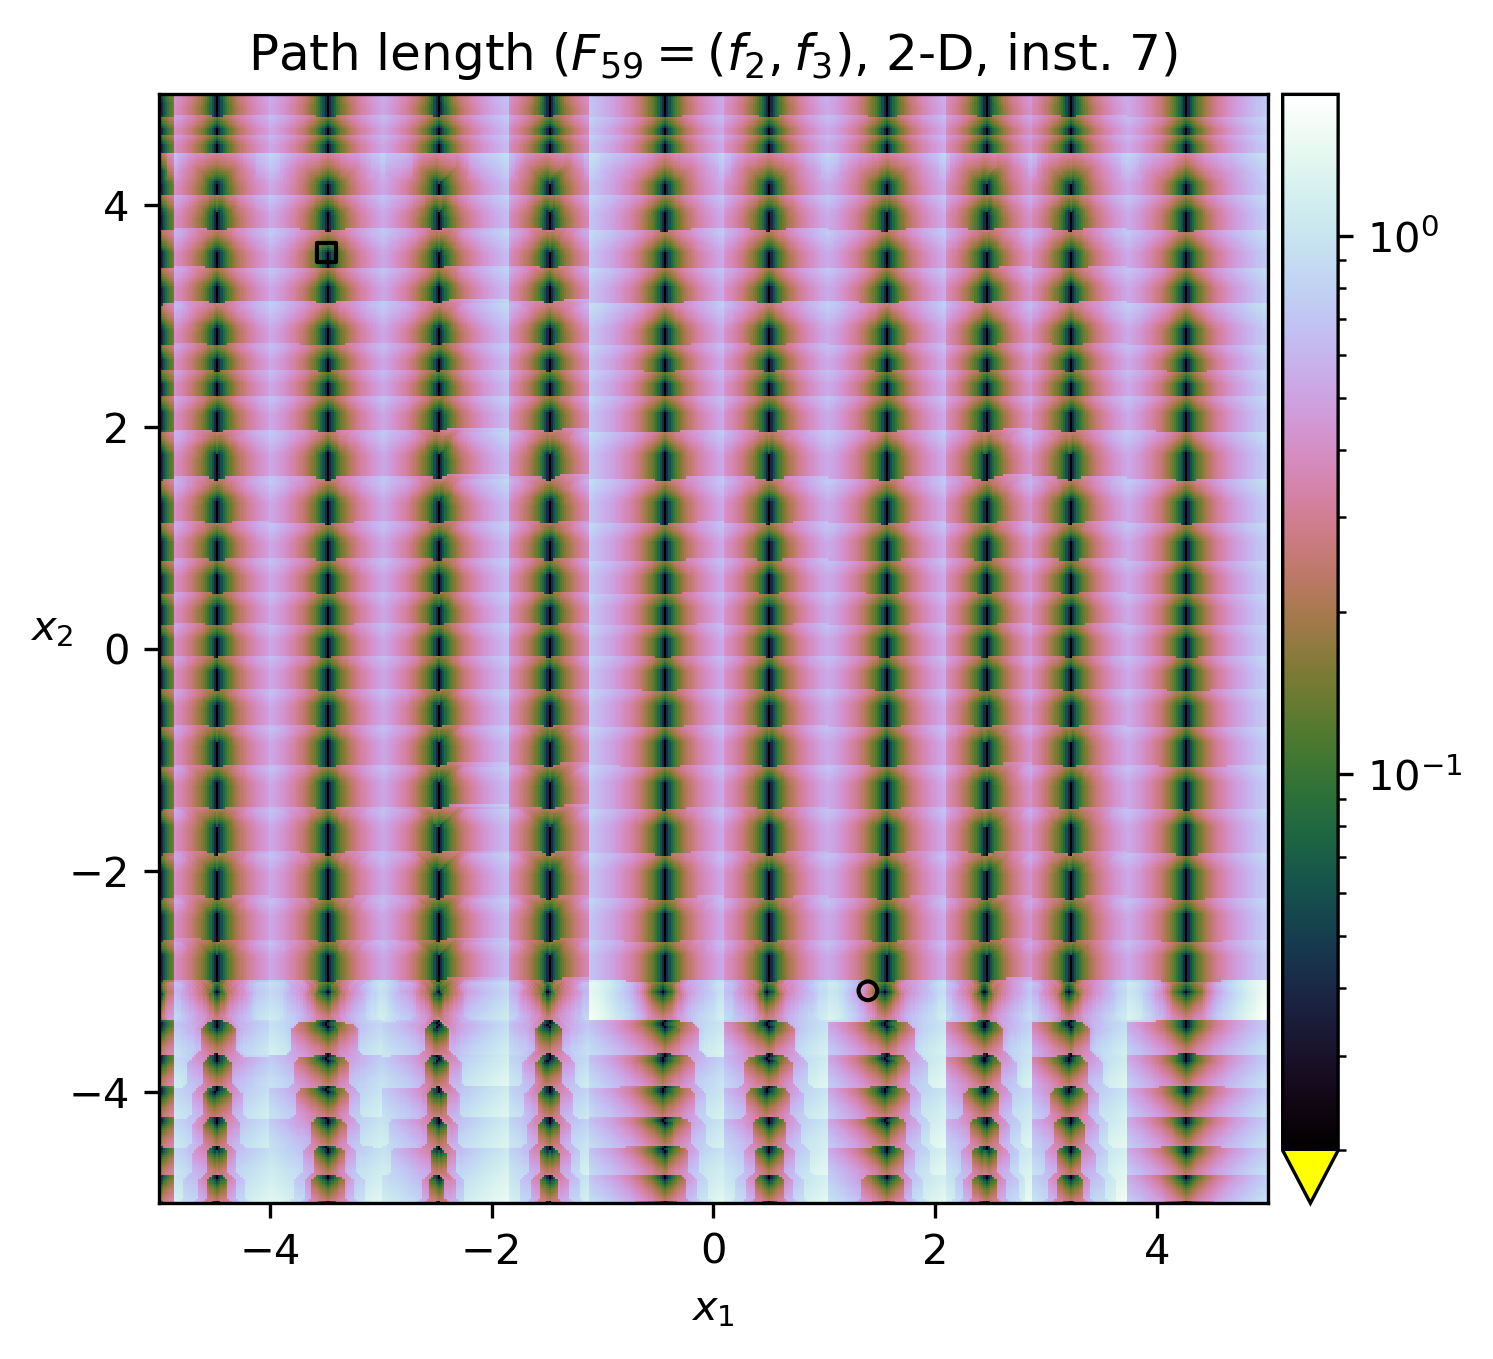 Path length (F₅₉ = (f₂, f₃), 2-D, inst. 7)
4
2
0
−2
−4
x₂
−4 −2 0 2 4
x₁
10⁰
10⁻¹